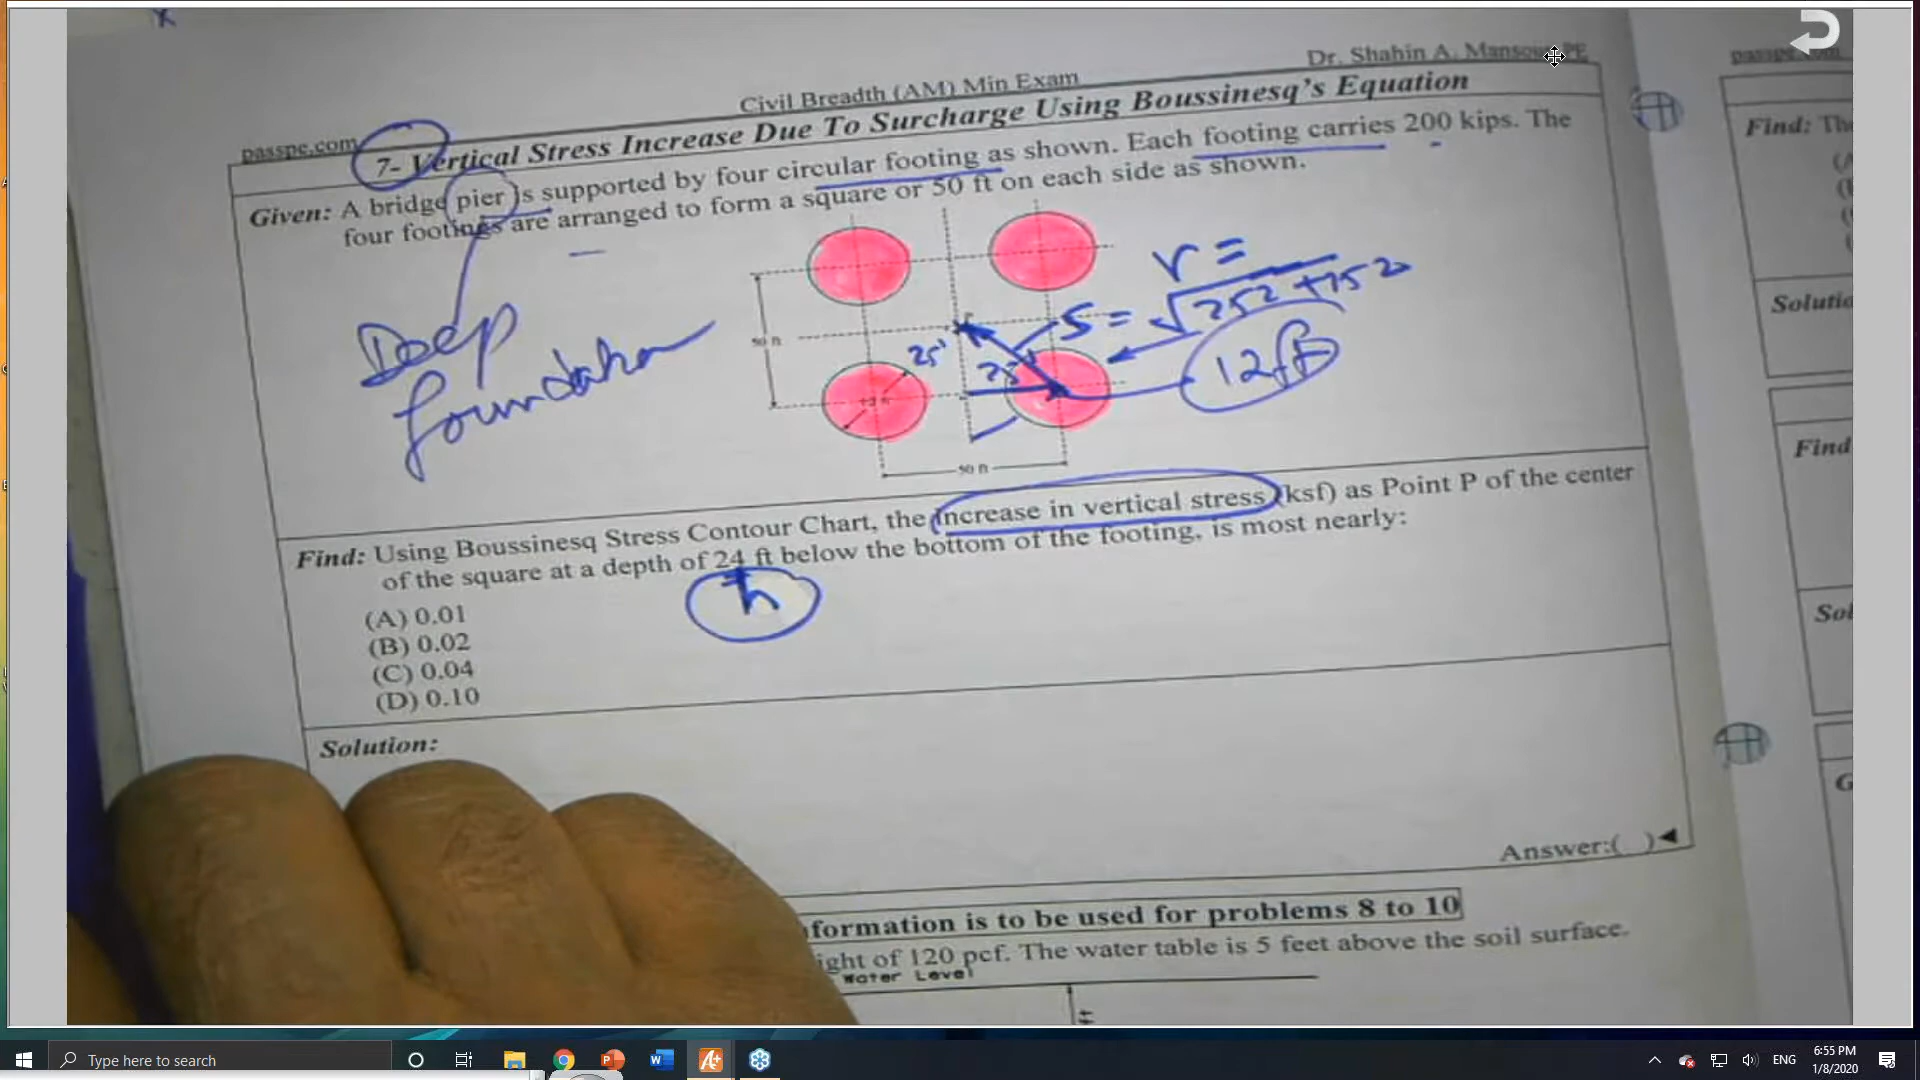 Dr. Shahin A. Mansour PE
passpe.com
Civil Breadth (AM) Min Exam
passpe.com
7- Vertical Stress Increase Due To Surcharge Using Boussinesq's Equation
Given: A bridge pier is supported by four circular footing as shown. Each footing carries 200 kips. The
four footings are arranged to form a square or 50 ft on each side as shown.
r =
S = √25² + 25²
50 ft
25'
25'
12 ft
Deep
foundation
50 ft
Find: Using Boussinesq Stress Contour Chart, the increase in vertical stress (ksf) as Point P of the center
of the square at a depth of 24 ft below the bottom of the footing, is most nearly:
h
(A) 0.01
(B) 0.02
(C) 0.04
(D) 0.10
Solution:
Answer:( )◄
formation is to be used for problems 8 to 10
ight of 120 pcf. The water table is 5 feet above the soil surface.
Water Level
Find: The
Solutio
Find
Sol
G
Type here to search
ENG
6:55 PM
1/8/2020